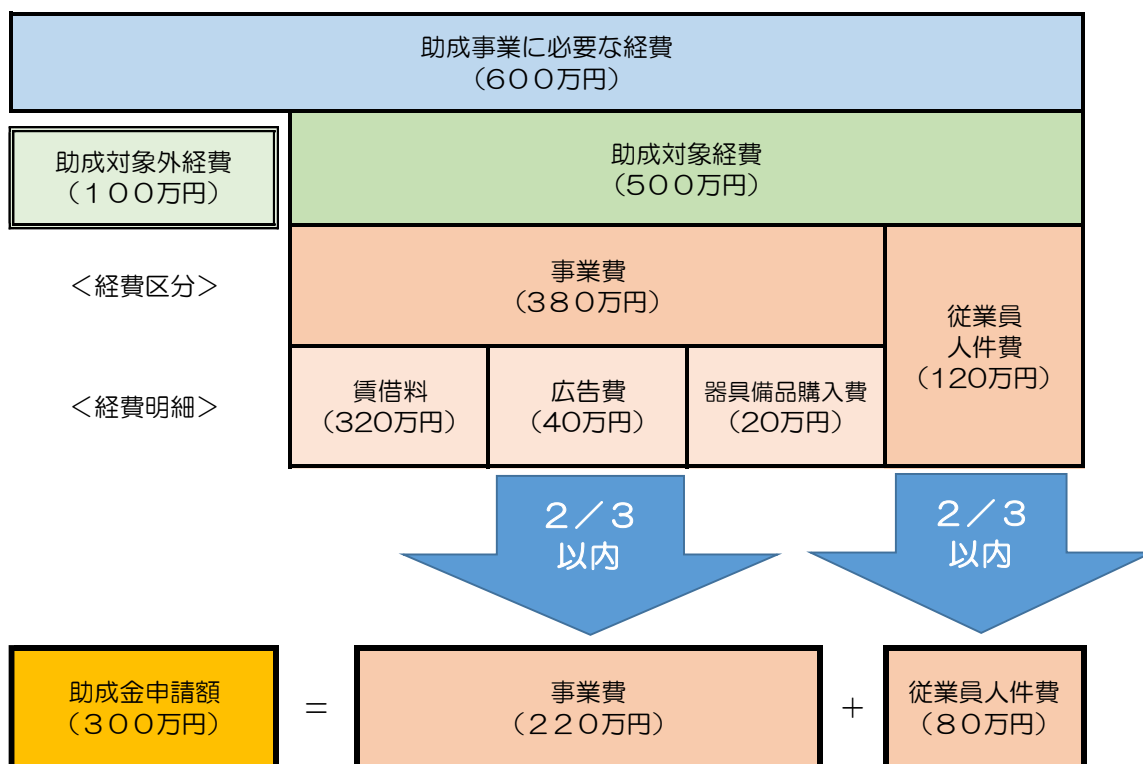 助成事業に必要な経費
（６００万円）
助成対象外経費
（１００万円）
助成対象経費
（５００万円）
＜経費区分＞
事業費
（３８０万円）
従業員
人件費
（120万円）
＜経費明細＞
賃借料
（320万円）
広告費
（40万円）
器具備品購入費
（20万円）
２／３
以内
２／３
以内
助成金申請額
（３００万円）
＝
事業費
（２２０万円）
＋
従業員人件費
（８０万円）